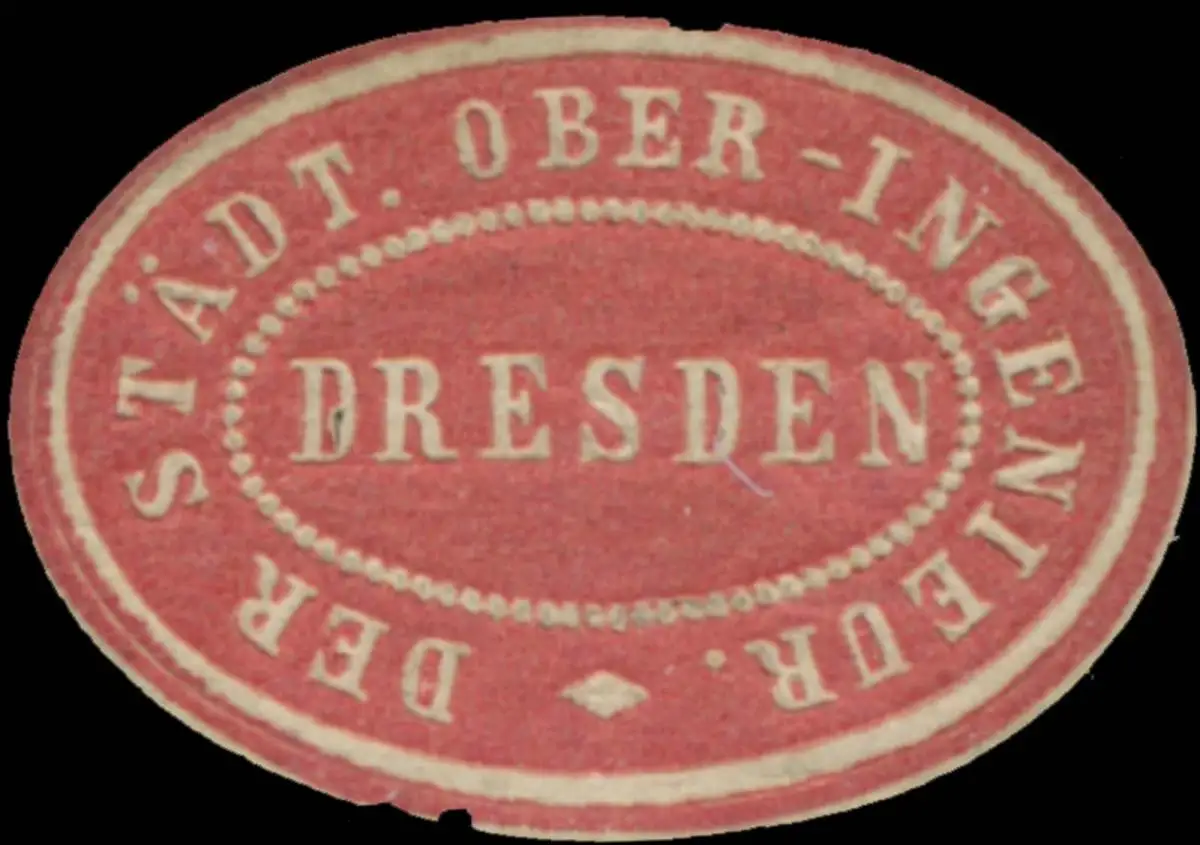 DER STÄDT. OBER-INGENIEUR.
DRESDEN